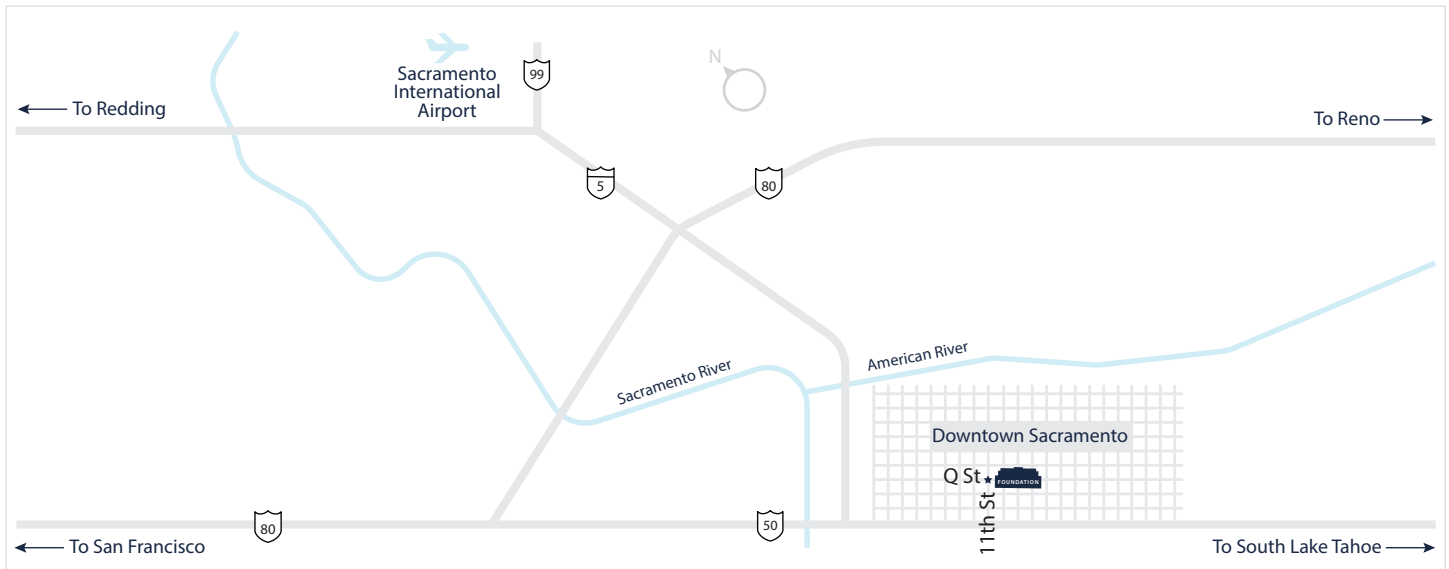 N
99
Sacramento
International
Airport
To Redding
To Reno
5
80
Sacramento River
American River
Downtown Sacramento
Q St
FOUNDATION
11th St
80
50
To San Francisco
To South Lake Tahoe